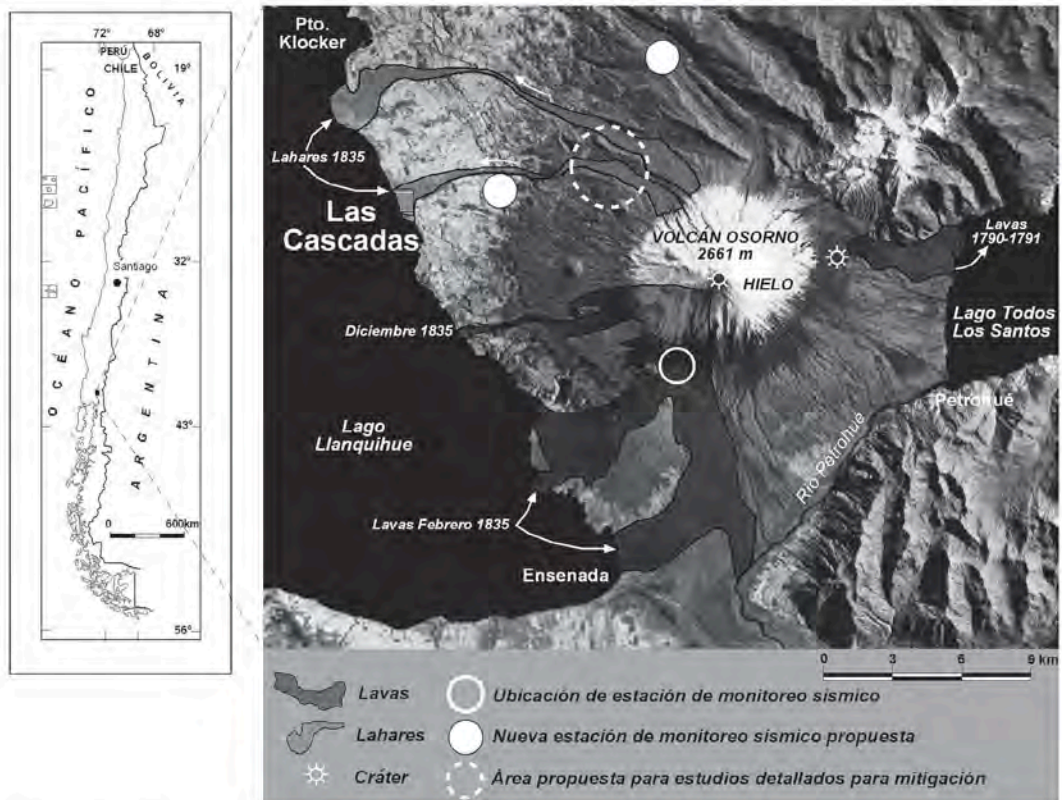 72° 68°
PERÚ
CHILE
BOLIVIA
19°
OCÉANO PACÍFICO
32°
Santiago
43°
ARGENTINA
0 600km
56°
Pto.
Klocker
Lahares 1835
Las
Cascadas
VOLCÁN OSORNO
2661 m
HIELO
Lavas
1790-1791
Lago Todos
Los Santos
Diciembre 1835
Petrohué
Río Petrohué
Lago
Llanquihue
Lavas Febrero 1835
Ensenada
0 3 6 9 km
Lavas
Ubicación de estación de monitoreo sísmico
Lahares
Nueva estación de monitoreo sísmico propuesta
Cráter
Área propuesta para estudios detallados para mitigación